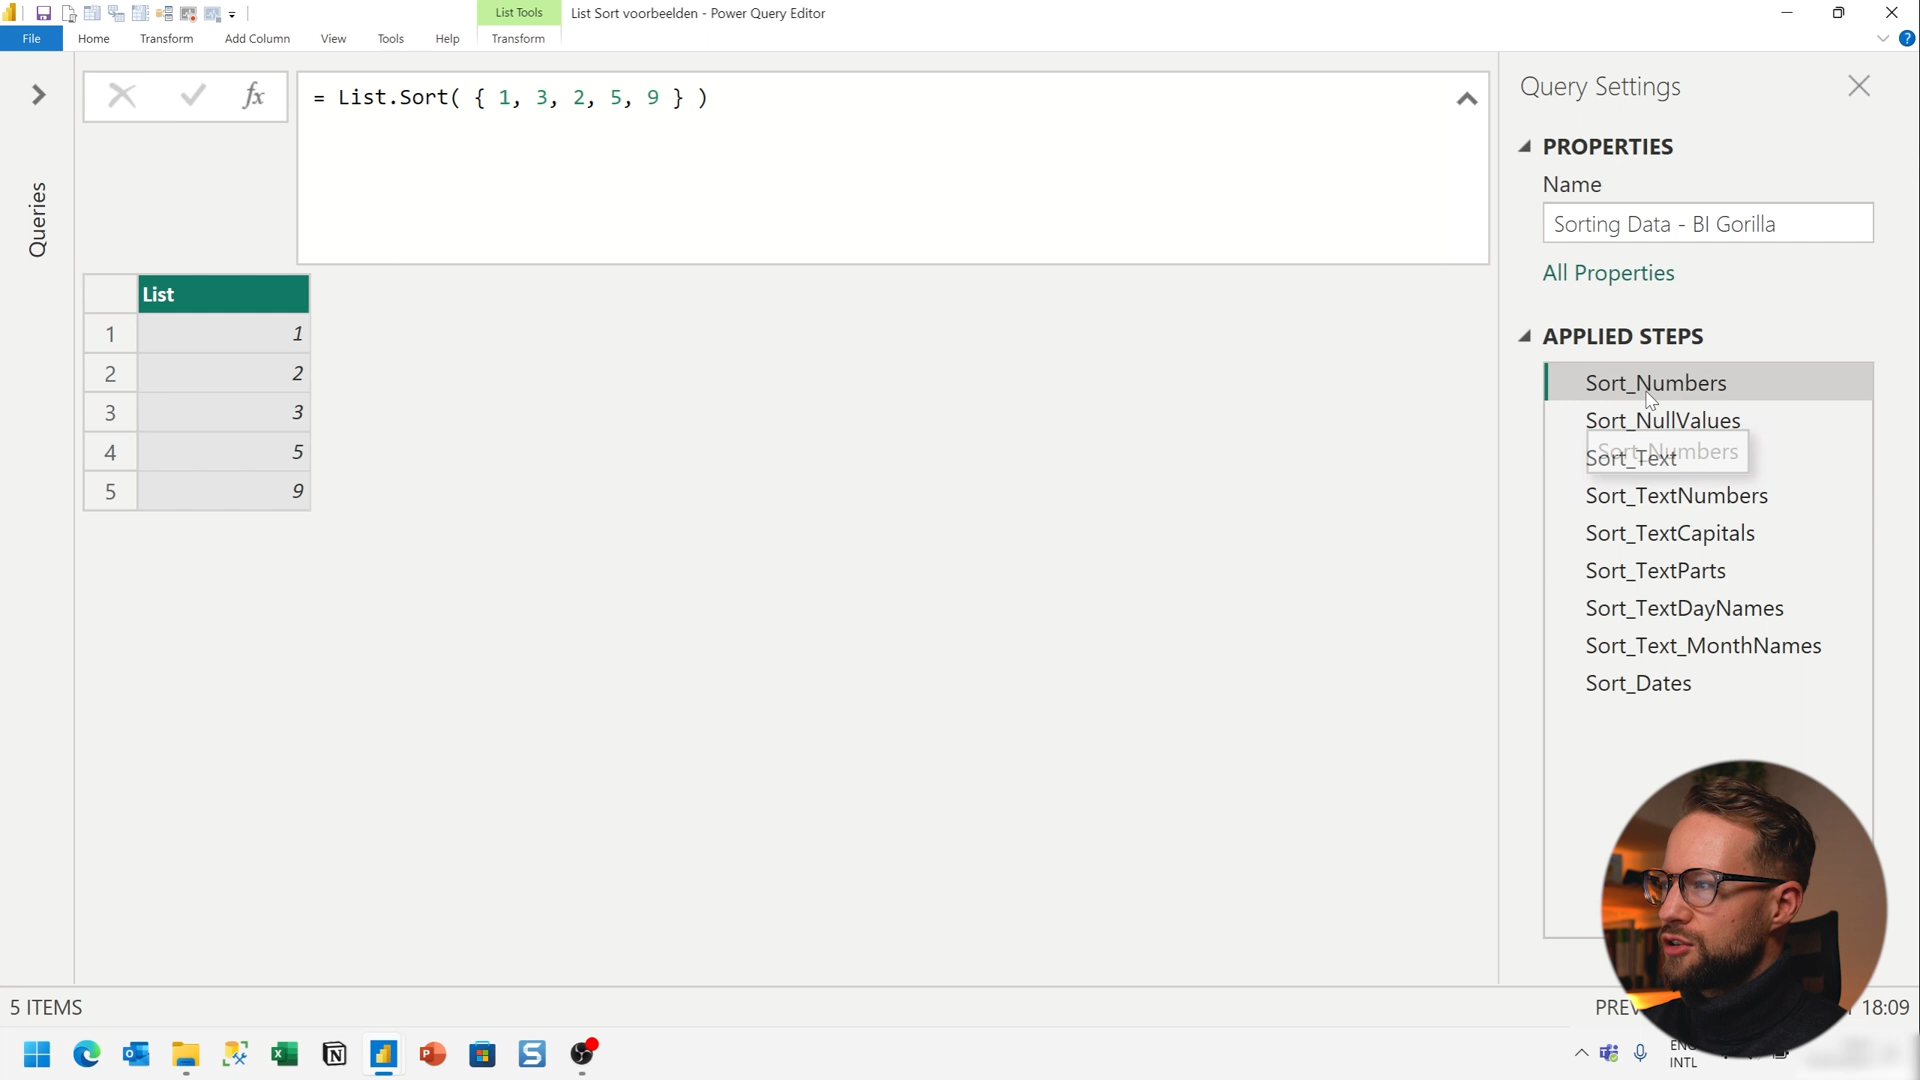 List Tools
List Sort voorbeelden - Power Query Editor
File
Home
Transform
Add Column
View
Tools
Help
Transform
fx
= List.Sort( { 1, 3, 2, 5, 9 } )
Queries
List
1 1
2 2
3 3
4 5
5 9
Query Settings
PROPERTIES
Name
Sorting Data - BI Gorilla
All Properties
APPLIED STEPS
Sort_Numbers
Sort_NullValues
Sort_Numbers
Sort_Text
Sort_TextNumbers
Sort_TextCapitals
Sort_TextParts
Sort_TextDayNames
Sort_Text_MonthNames
Sort_Dates
5 ITEMS
18:09
INTL